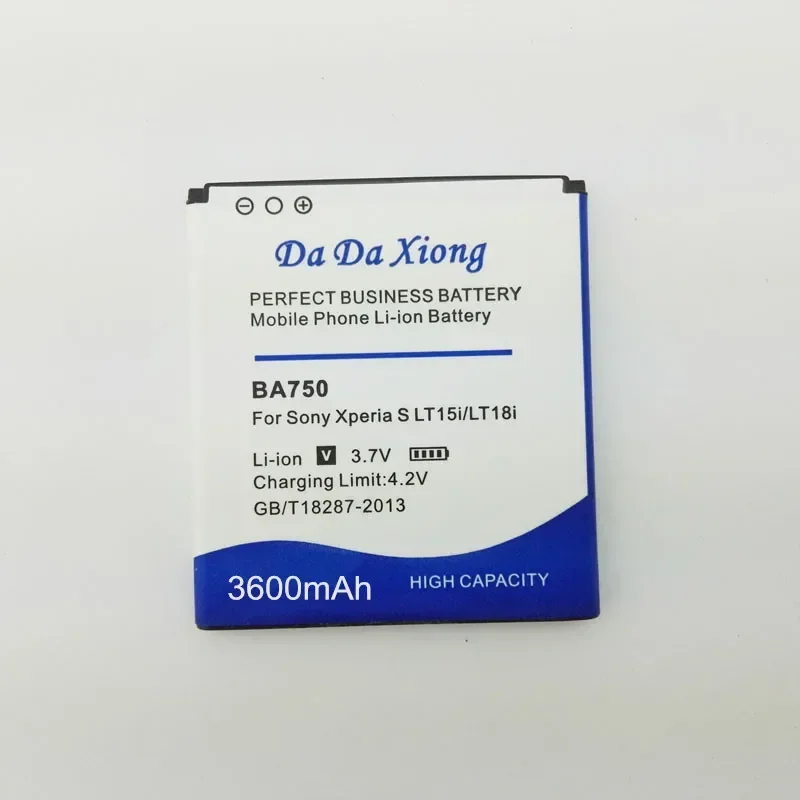 Da Da Xiong
PERFECT BUSINESS BATTERY
Mobile Phone Li-ion Battery
BA750
For Sony Xperia S LT15i/LT18i
Li-ion V 3.7V
Charging Limit:4.2V
GB/T18287-2013
3600mAh HIGH CAPACITY